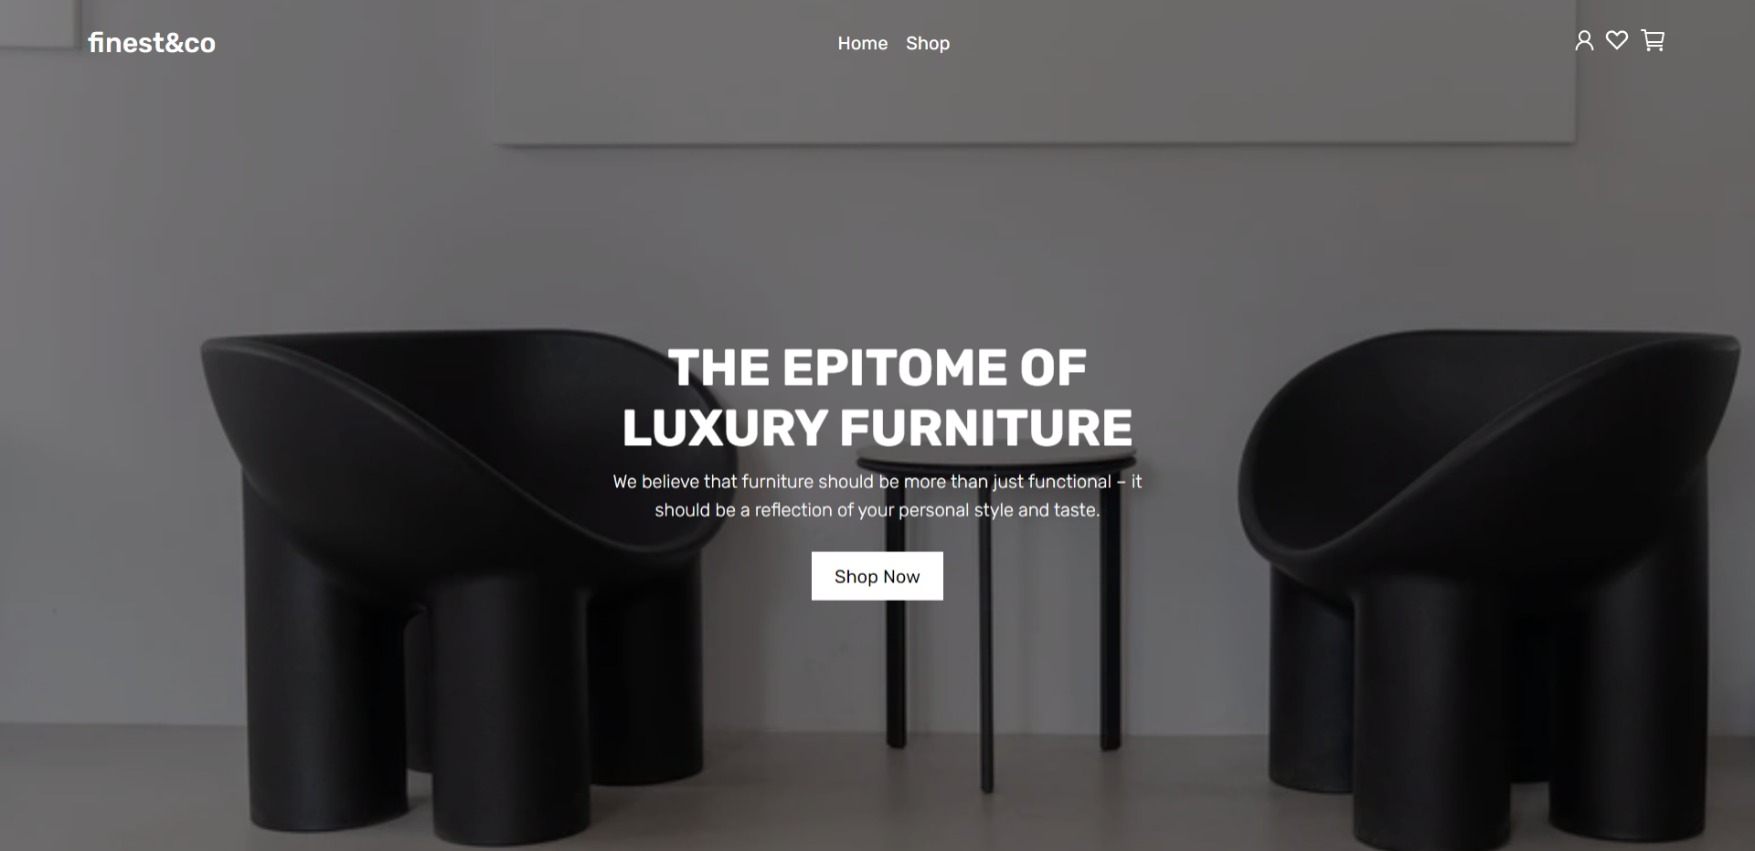 finest&co
Home Shop
THE EPITOME OF
LUXURY FURNITURE
We believe that furniture should be more than just functional – it
should be a reflection of your personal style and taste.
Shop Now